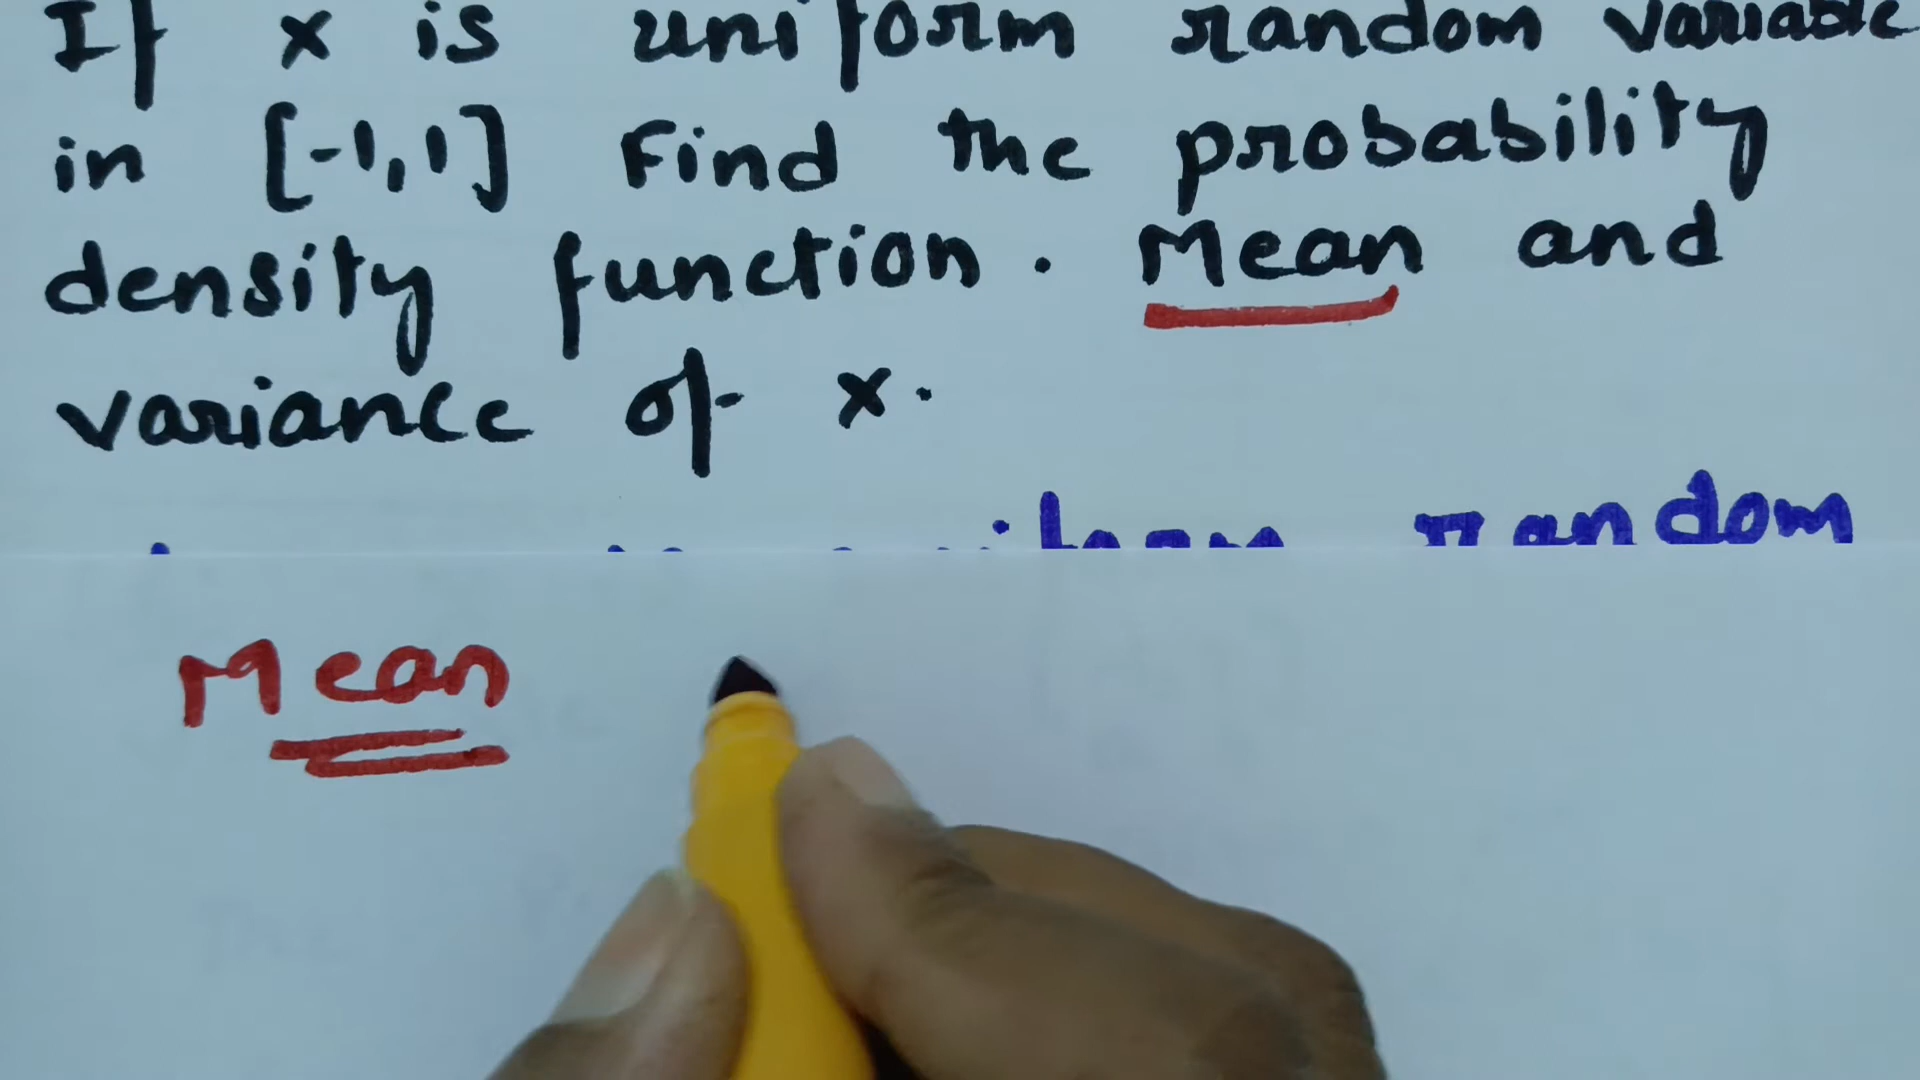 If x is uniform random variable
in [-1,1] Find the probability
density function. Mean and
variance of x.
random
Mean